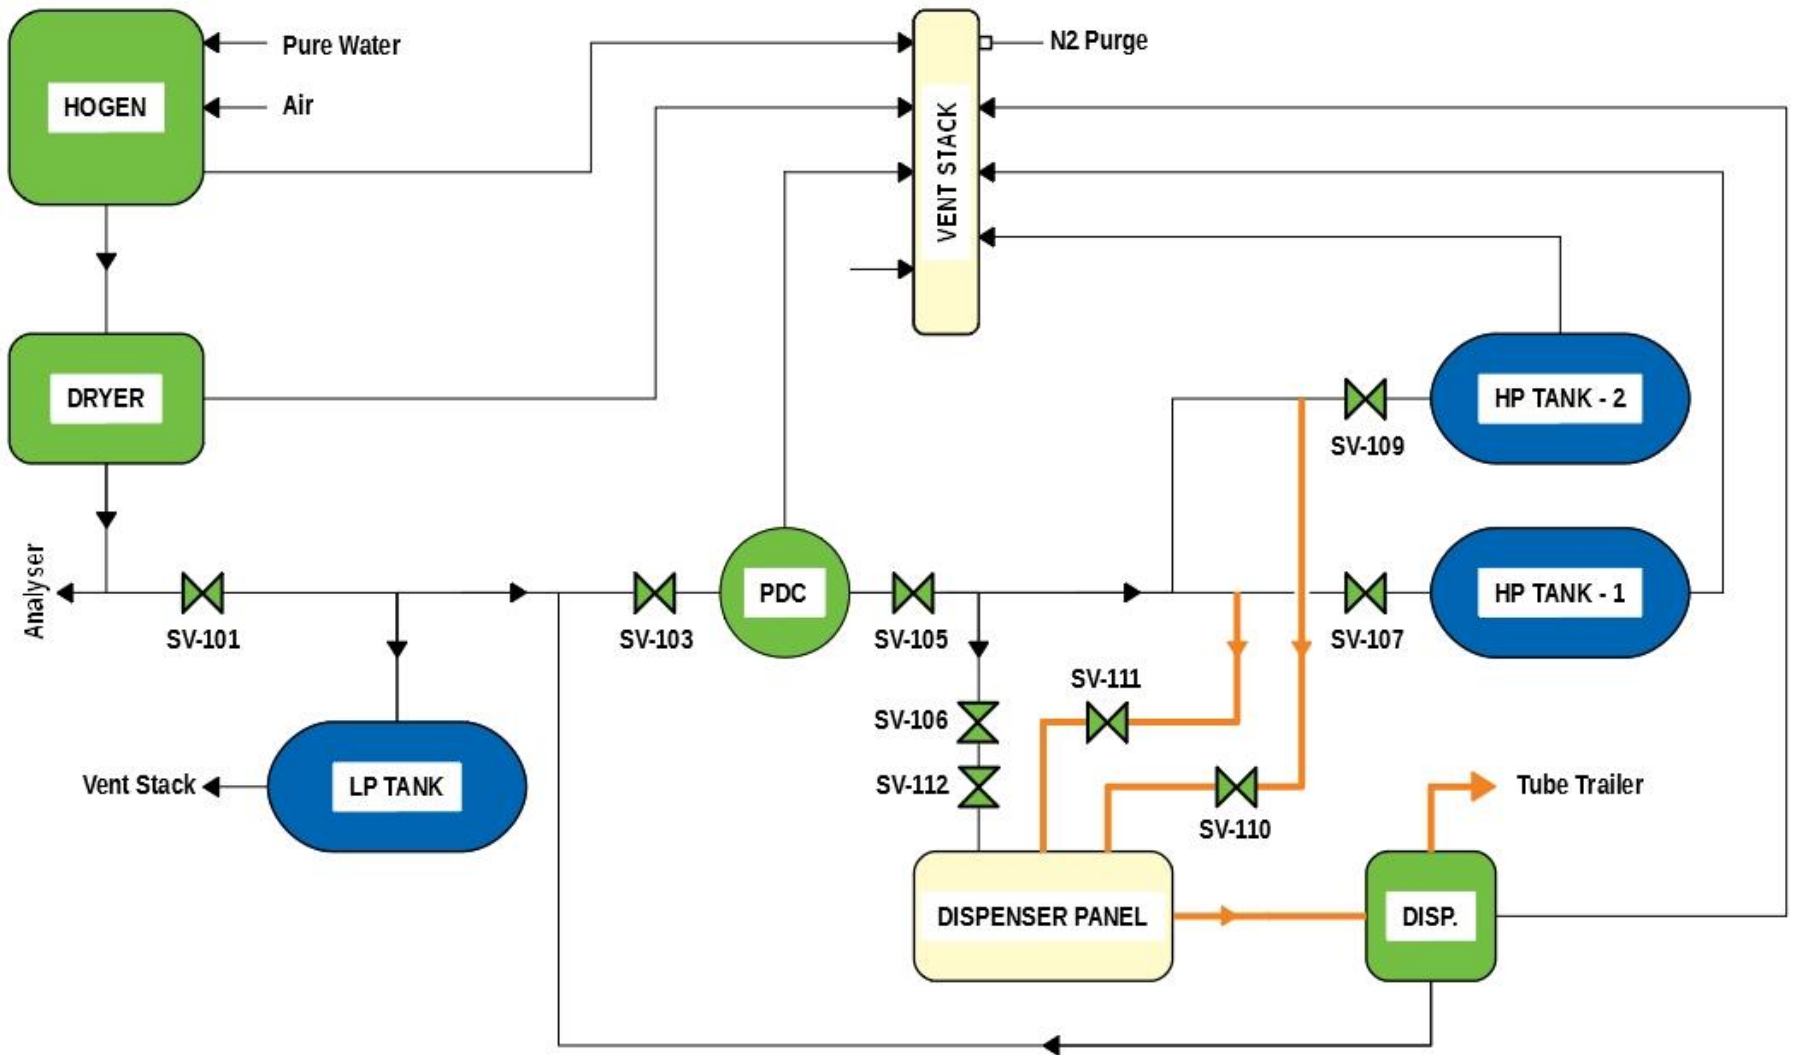 Pure Water
N2 Purge
HOGEN
Air
VENT STACK
DRYER
HP TANK - 2
SV-109
Analyser
PDC
HP TANK - 1
SV-101
SV-103
SV-105
SV-107
SV-111
SV-106
Vent Stack
LP TANK
SV-112
Tube Trailer
SV-110
DISPENSER PANEL
DISP.